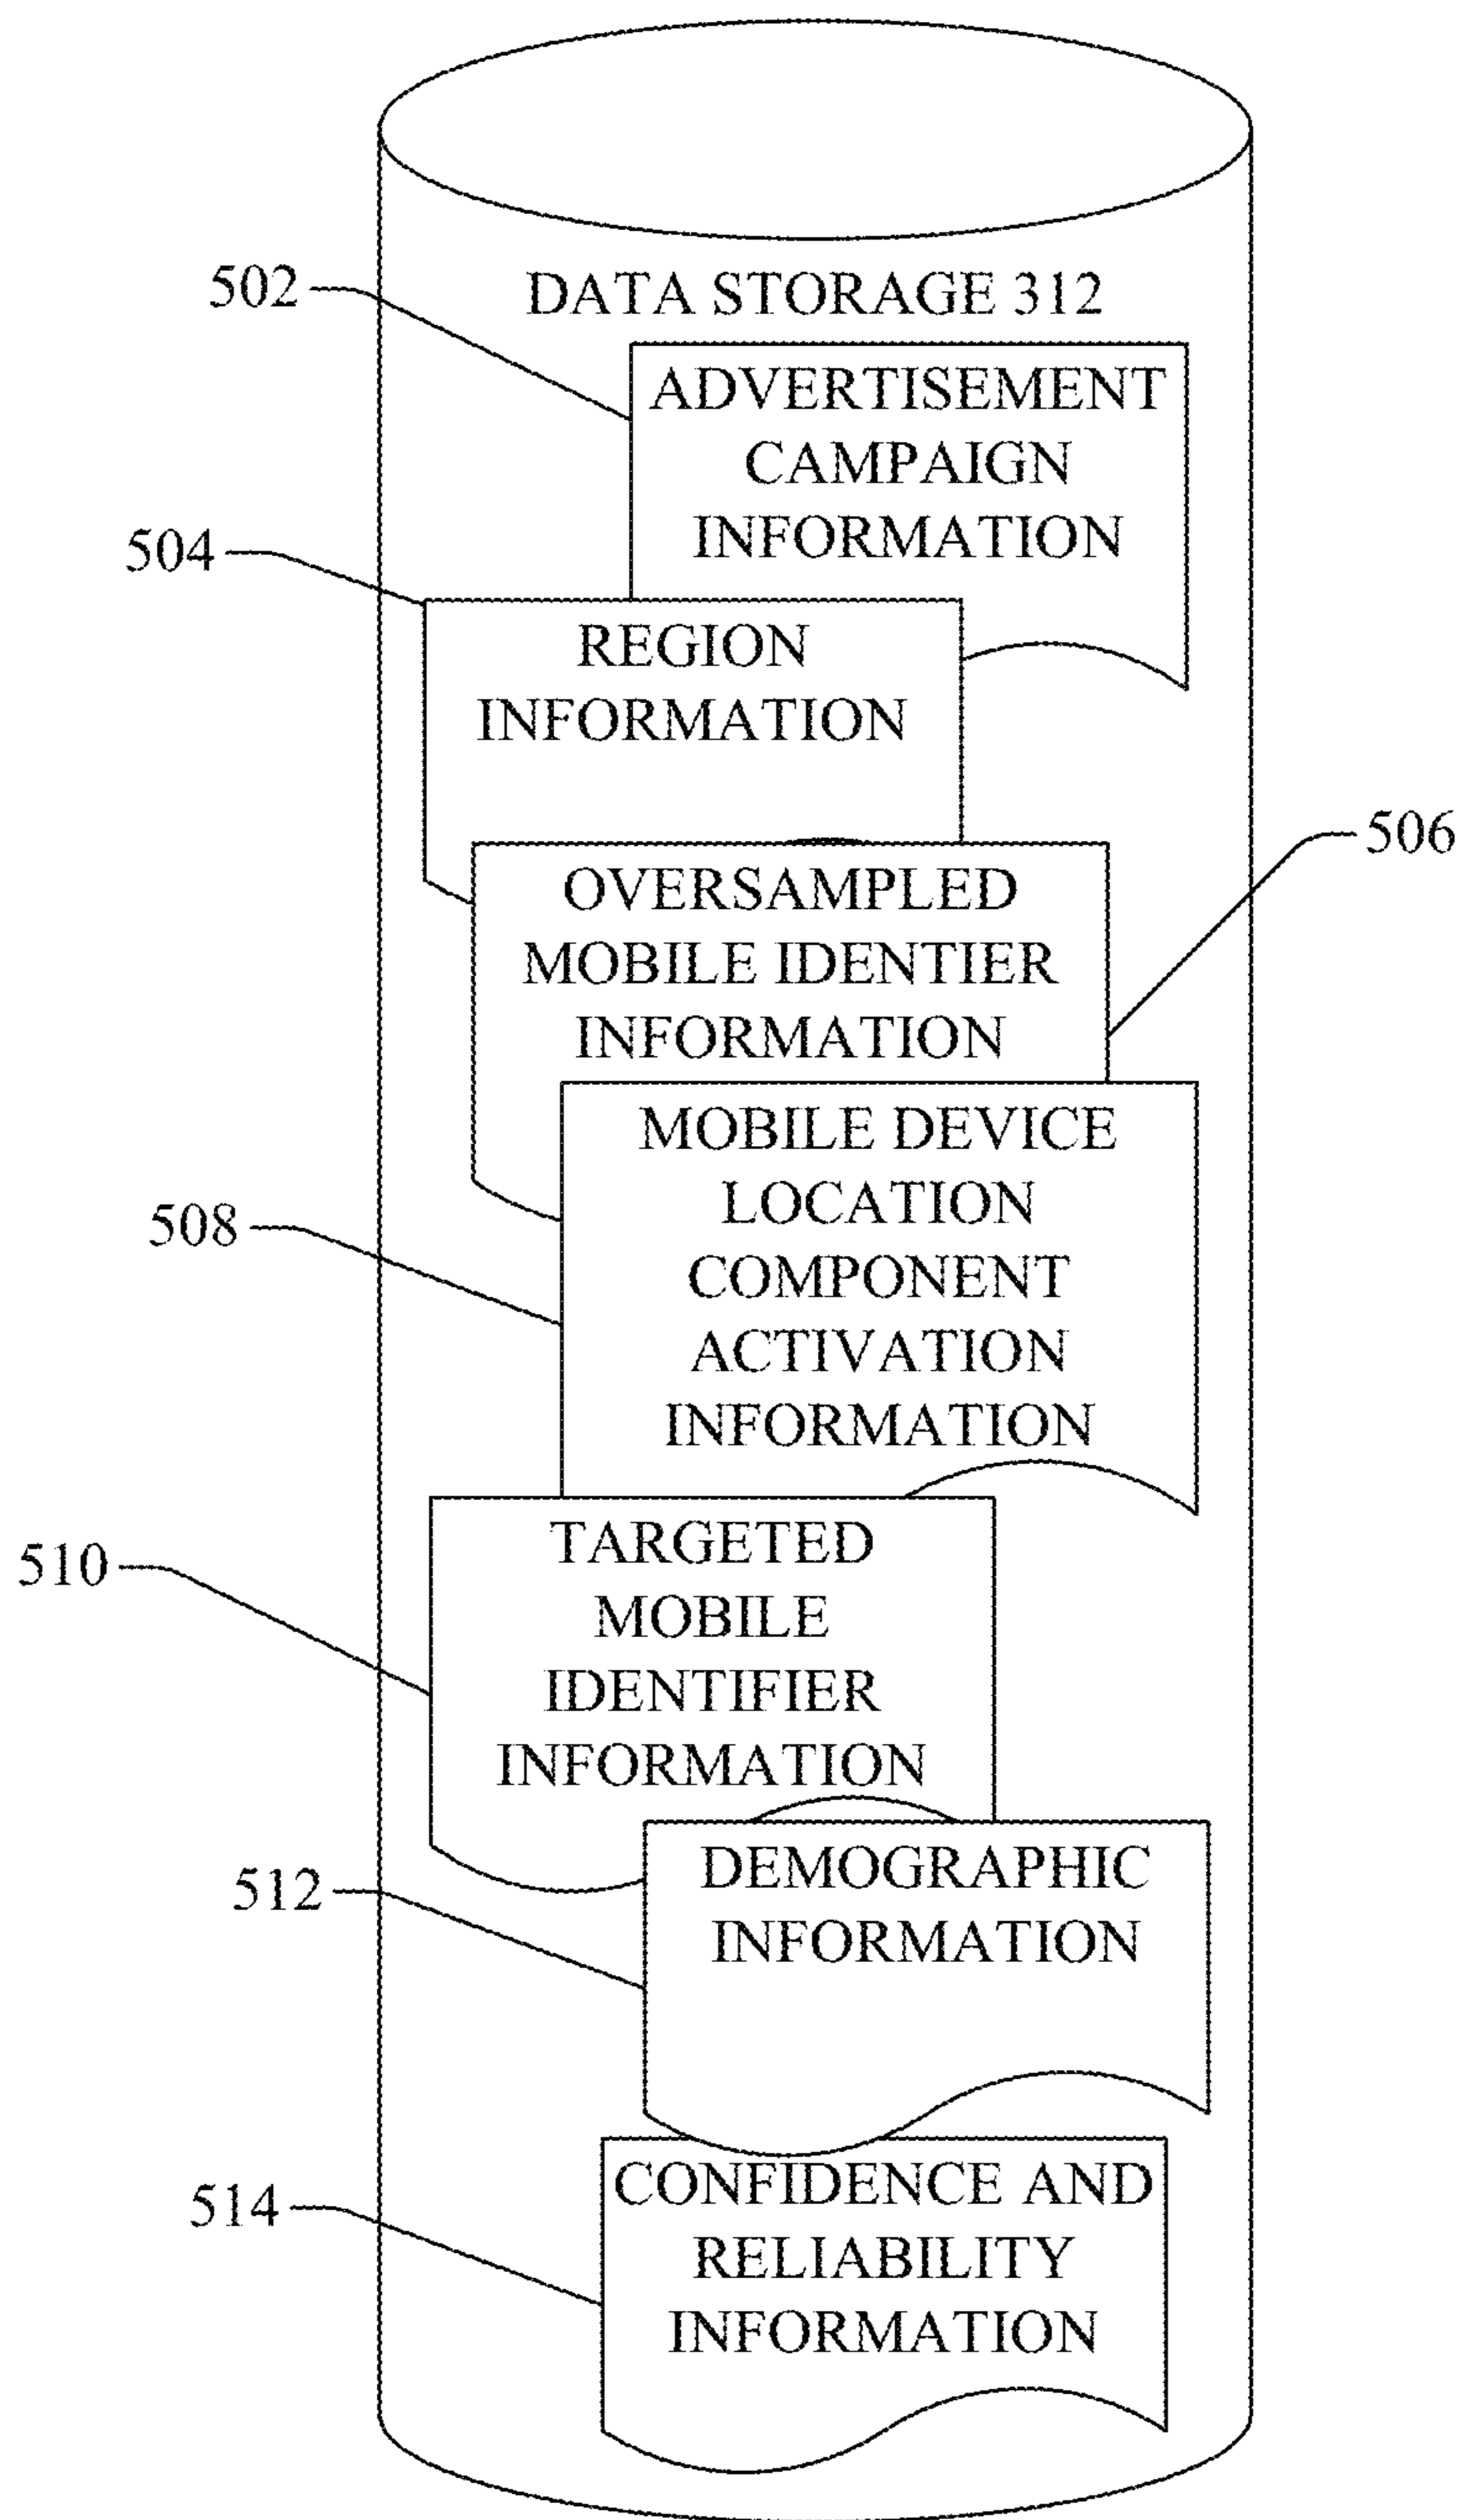 502
DATA STORAGE 312
ADVERTISEMENT
CAMPAIGN
INFORMATION
504
REGION
INFORMATION
506
OVERSAMPLED
MOBILE IDENTIER
INFORMATION
MOBILE DEVICE
LOCATION
508
COMPONENT
ACTIVATION
INFORMATION
510
TARGETED
MOBILE
IDENTIFIER
INFORMATION
512
DEMOGRAPHIC
INFORMATION
514
CONFIDENCE AND
RELIABILITY
INFORMATION